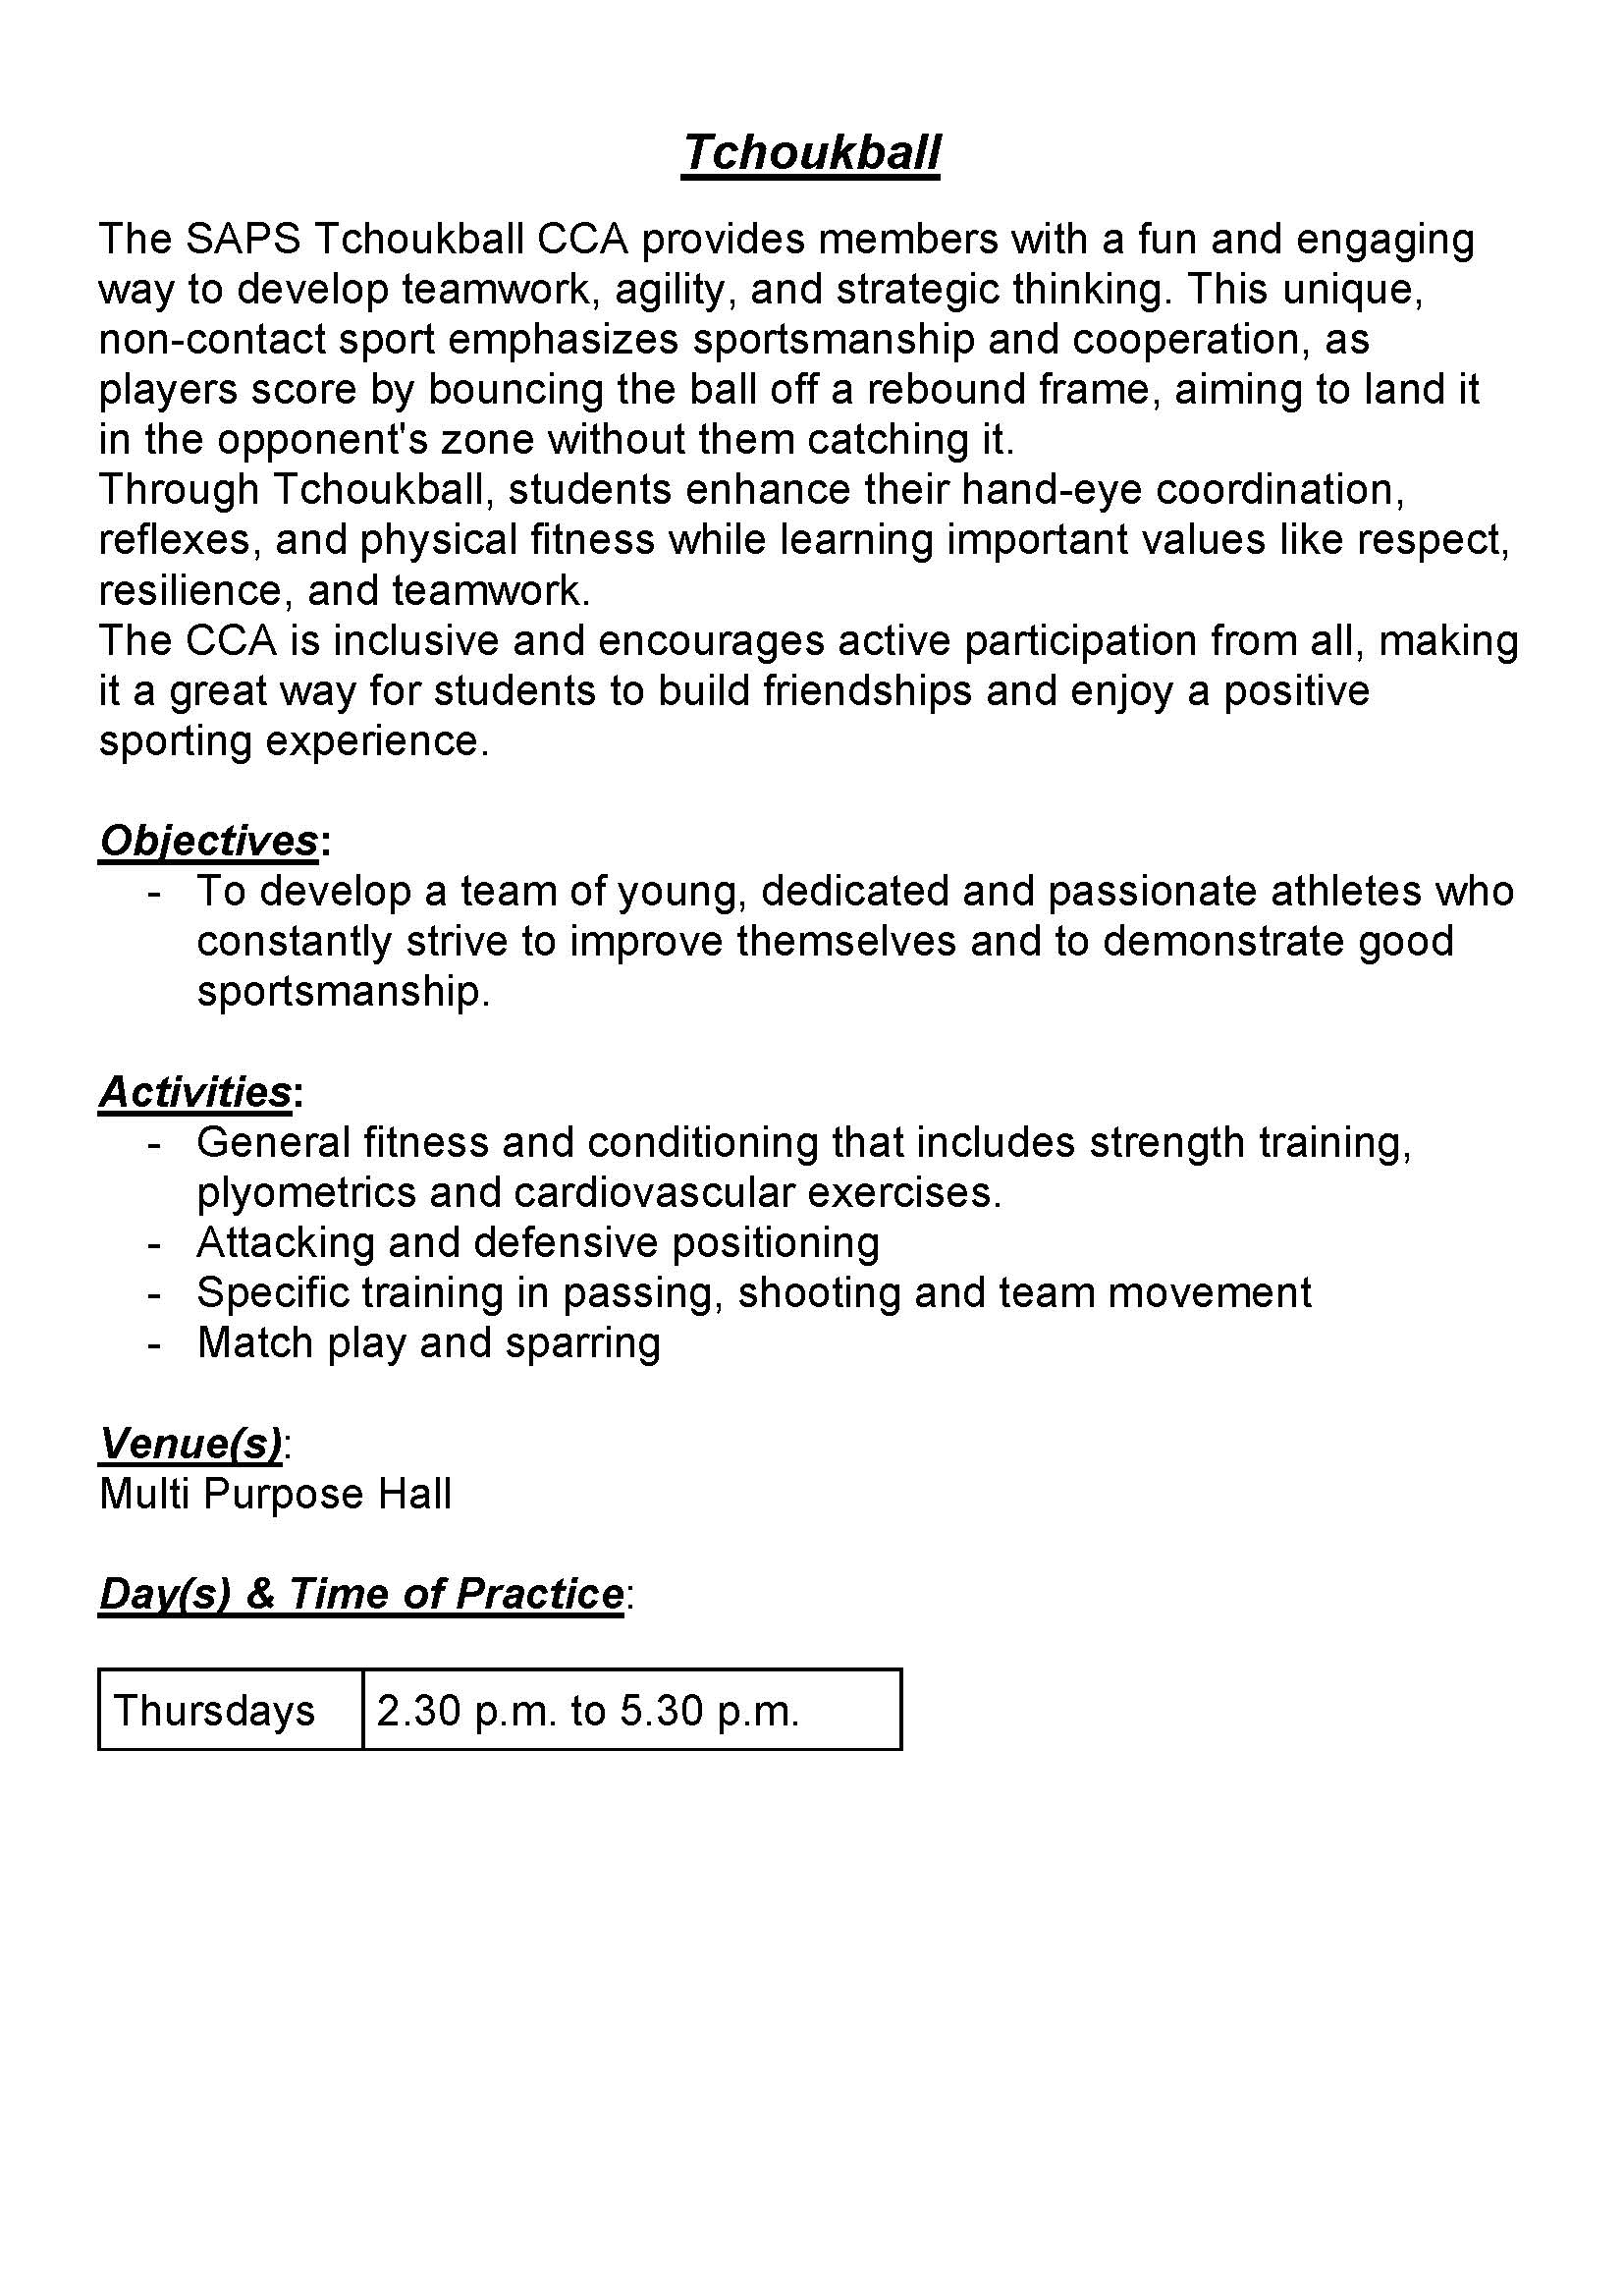 Tchoukball
The SAPS Tchoukball CCA provides members with a fun and engaging
way to develop teamwork, agility, and strategic thinking. This unique,
non-contact sport emphasizes sportsmanship and cooperation, as
players score by bouncing the ball off a rebound frame, aiming to land it
in the opponent's zone without them catching it.
Through Tchoukball, students enhance their hand-eye coordination,
reflexes, and physical fitness while learning important values like respect,
resilience, and teamwork.
The CCA is inclusive and encourages active participation from all, making
it a great way for students to build friendships and enjoy a positive
sporting experience.
Objectives:
- To develop a team of young, dedicated and passionate athletes who
constantly strive to improve themselves and to demonstrate good
sportsmanship.
Activities:
- General fitness and conditioning that includes strength training,
plyometrics and cardiovascular exercises.
- Attacking and defensive positioning
- Specific training in passing, shooting and team movement
- Match play and sparring
Venue(s):
Multi Purpose Hall
Day(s) & Time of Practice:
Thursdays 2.30 p.m. to 5.30 p.m.